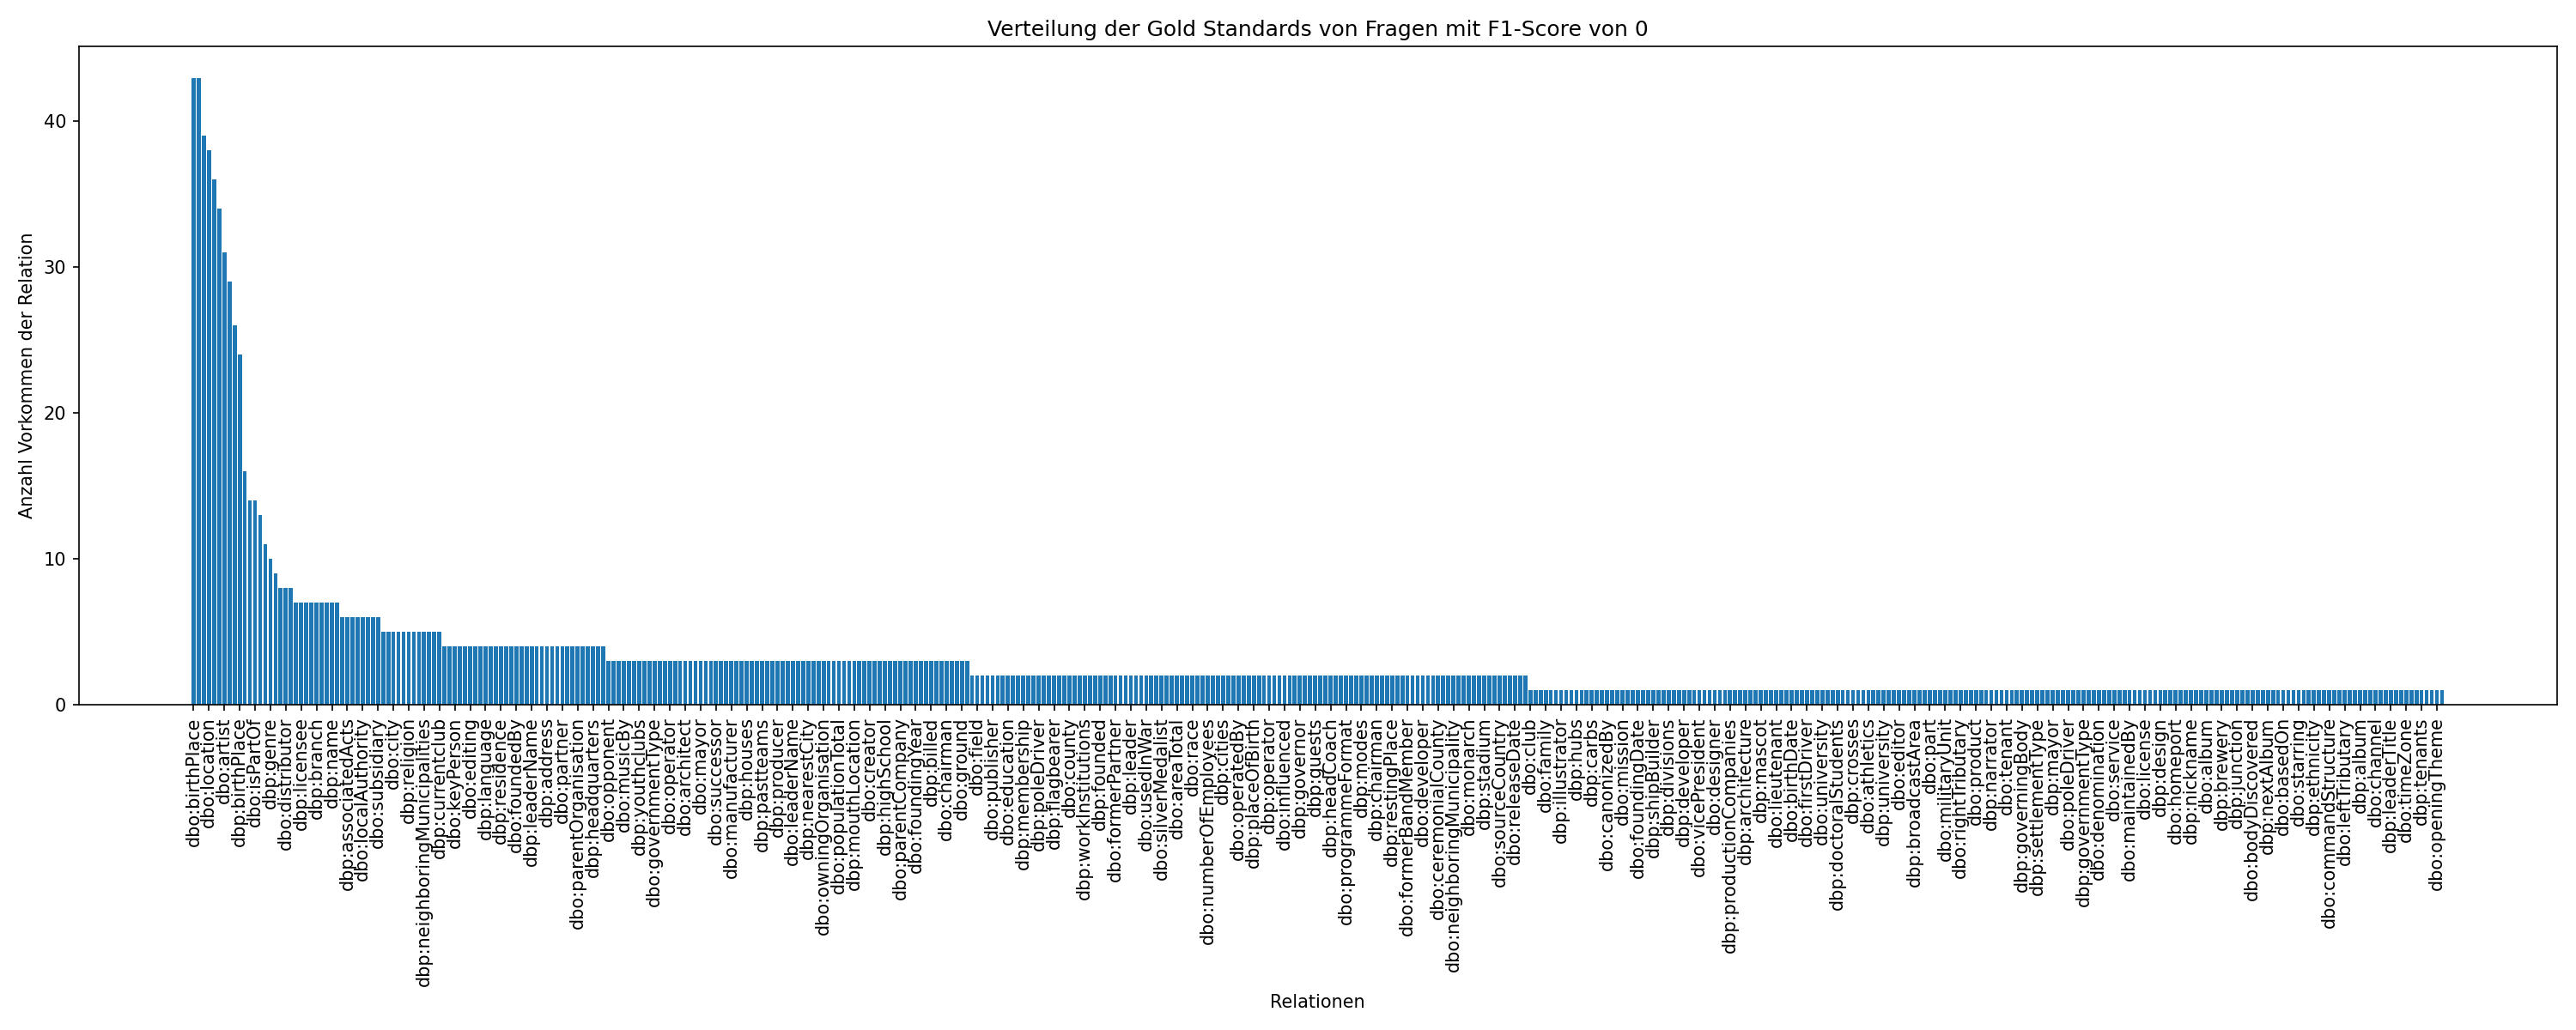 Verteilung der Gold Standards von Fragen mit F1-Score von 0
Anzahl Vorkommen der Relation
40
30
20
10
0
dbo:birthPlace
dbo:location
dbo:artist
dbp:birthPlace
dbo:isPartOf
dbp:genre
dbo:distributor
dbp:licensee
dbp:branch
dbp:name
dbp:associatedActs
dbo:localAuthority
dbo:subsidiary
dbo:city
dbp:religion
dbp:neighboringMunicipalities
dbp:currentclub
dbo:keyPerson
dbo:editing
dbp:language
dbp:residence
dbo:foundedBy
dbp:leaderName
dbp:address
dbo:partner
dbo:parentOrganisation
dbp:headquarters
dbo:opponent
dbo:musicBy
dbp:youthclubs
dbo:governmentType
dbo:operator
dbo:architect
dbo:mayor
dbo:successor
dbo:manufacturer
dbp:houses
dbp:pastteams
dbp:producer
dbo:leaderName
dbp:nearestCity
dbo:owningOrganisation
dbo:populationTotal
dbp:mouthLocation
dbo:creator
dbp:highSchool
dbo:parentCompany
dbo:foundingYear
dbp:billed
dbo:chairman
dbo:ground
dbo:field
dbo:publisher
dbo:education
dbp:membership
dbp:poleDriver
dbp:flagbearer
dbo:county
dbp:workInstitutions
dbp:founded
dbo:formerPartner
dbp:leader
dbo:usedInWar
dbo:silverMedalist
dbo:areaTotal
dbo:race
dbo:numberOfEmployees
dbp:cities
dbo:operatedBy
dbp:placeOfBirth
dbp:operator
dbo:influenced
dbp:governor
dbp:guests
dbp:headCoach
dbo:programmeFormat
dbp:modes
dbp:chairman
dbp:restingPlace
dbo:formerBandMember
dbo:developer
dbo:ceremonialCounty
dbo:neighboringMunicipality
dbo:monarch
dbp:stadium
dbo:sourceCountry
dbo:releaseDate
dbo:club
dbo:family
dbp:illustrator
dbp:hubs
dbp:carbs
dbo:canonizedBy
dbo:mission
dbo:foundingDate
dbp:shipBuilder
dbp:divisions
dbp:developer
dbo:vicePresident
dbo:designer
dbp:productionCompanies
dbp:architecture
dbp:mascot
dbo:lieutenant
dbo:birthDate
dbo:firstDriver
dbo:university
dbp:doctoralStudents
dbp:crosses
dbo:athletics
dbp:university
dbo:editor
dbp:broadcastArea
dbo:part
dbo:militaryUnit
dbo:rightTributary
dbo:product
dbp:narrator
dbo:tenant
dbp:governingBody
dbp:settlementType
dbp:mayor
dbo:poleDriver
dbp:governmentType
dbo:denomination
dbo:service
dbo:maintainedBy
dbo:license
dbp:design
dbp:homeport
dbp:nickname
dbo:album
dbp:brewery
dbp:junction
dbo:bodyDiscovered
dbp:nextAlbum
dbo:basedOn
dbo:starring
dbp:ethnicity
dbo:commandStructure
dbo:leftTributary
dbp:album
dbo:channel
dbp:leaderTitle
dbo:timeZone
dbp:tenants
dbo:openingTheme
Relationen